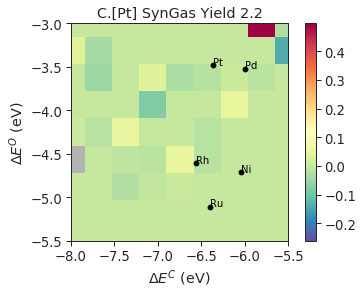 C.[Pt] SynGas Yield 2.2
−3.0
−3.5
−4.0
−4.5
−5.0
−5.5
ΔE^O (eV)
Pt
Pd
Rh
Ni
Ru
0.4
0.3
0.2
0.1
0.0
−0.1
−0.2
−8.0 −7.5 −7.0 −6.5 −6.0 −5.5
ΔE^C (eV)